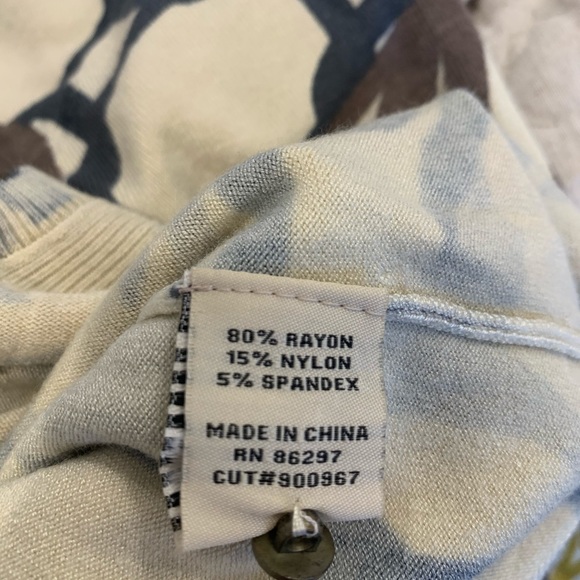 80% RAYON
15% NYLON
5% SPANDEX
MADE IN CHINA
RN 86297
CUT#900967